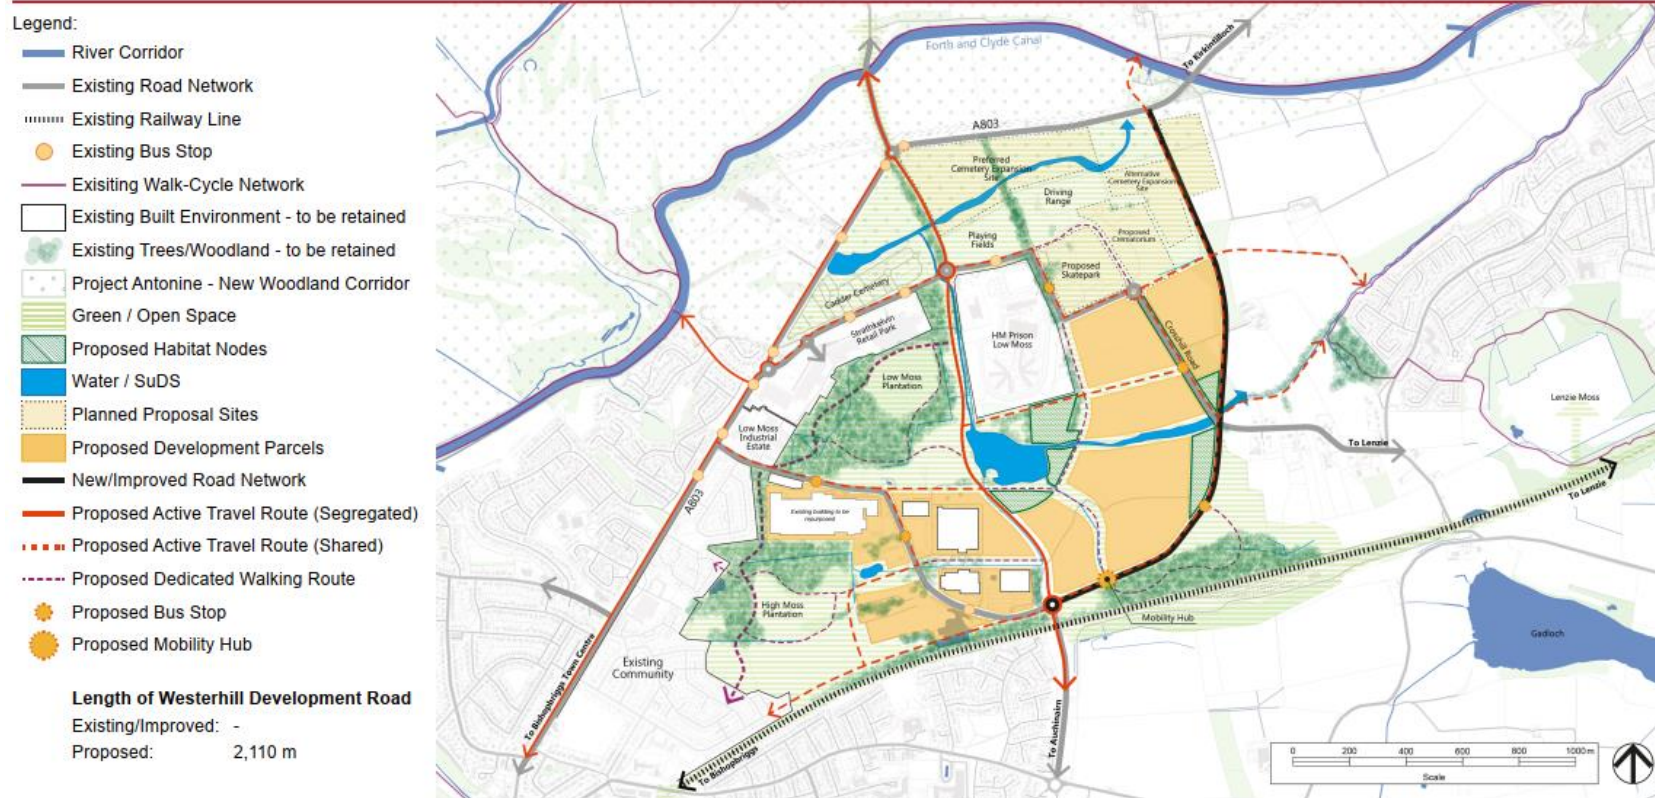 Legend:
River Corridor
Existing Road Network
Existing Railway Line
Existing Bus Stop
Exisiting Walk-Cycle Network
Existing Built Environment - to be retained
Existing Trees/Woodland - to be retained
Project Antonine - New Woodland Corridor
Green / Open Space
Proposed Habitat Nodes
Water / SuDS
Planned Proposal Sites
Proposed Development Parcels
New/Improved Road Network
Proposed Active Travel Route (Segregated)
Proposed Active Travel Route (Shared)
Proposed Dedicated Walking Route
Proposed Bus Stop
Proposed Mobility Hub
Length of Westerhill Development Road
Existing/Improved: -
Proposed: 2,110 m
Forth and Clyde Canal
To Kirkintilloch
A803
Preferred
Cemetery Expansion
Site
Alternative
Cemetery Expansion
Site
Driving
Range
Playing
Fields
Proposed
Crematorium
Proposed
Skatepark
Cadder Cemetery
Strathkelvin
Retail Park
HM Prison
Low Moss
Crosshill Road
Low Moss
Plantation
Low Moss
Industrial
Estate
Lenzie Moss
To Lenzie
To Lenzie
A803
Existing building to be
repurposed
High Moss
Plantation
Mobility Hub
Gadloch
Existing
Community
To Bishopbriggs Town Centre
To Bishopbriggs
To Auchinairn
0 200 400 600 800 1000m
Scale